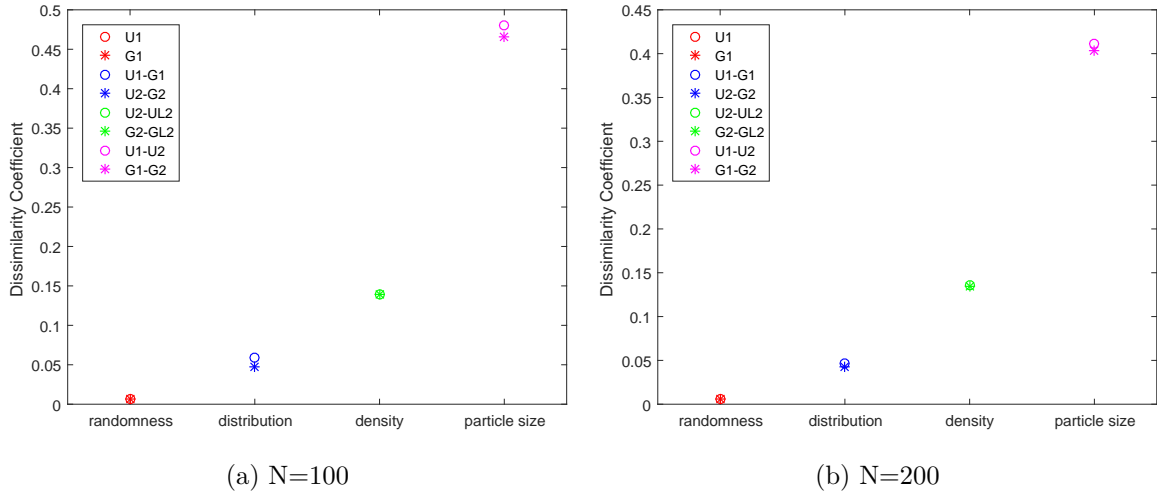 0.5
0.45
0.4
0.35
0.3
0.25
0.2
0.15
0.1
0.05
0
Dissimilarity Coefficient
U1
G1
U1-G1
U2-G2
U2-UL2
G2-GL2
U1-U2
G1-G2
randomness distribution density particle size
(a) N=100
0.45
0.4
0.35
0.3
0.25
0.2
0.15
0.1
0.05
0
Dissimilarity Coefficient
U1
G1
U1-G1
U2-G2
U2-UL2
G2-GL2
U1-U2
G1-G2
randomness distribution density particle size
(b) N=200